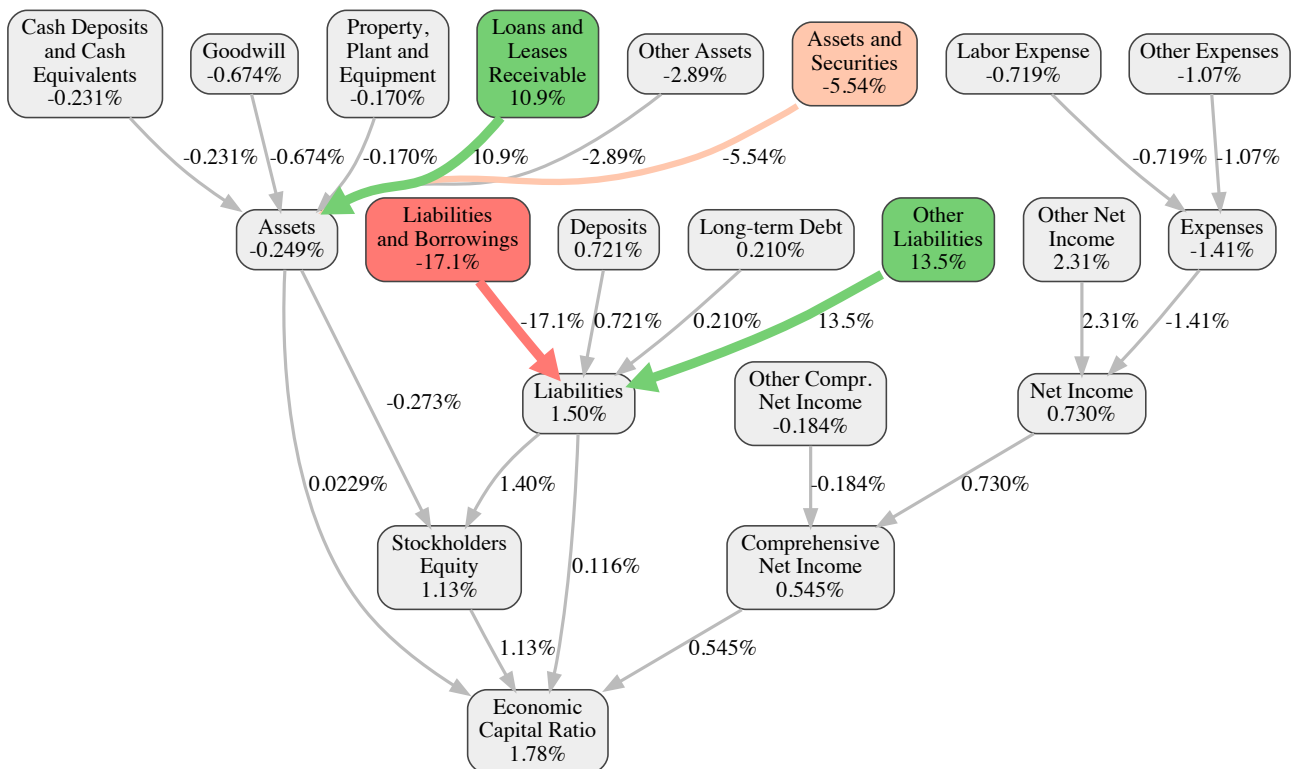 Cash Deposits
and Cash
Equivalents
-0.231%
Goodwill
-0.674%
Property,
Plant and
Equipment
-0.170%
Loans and
Leases
Receivable
10.9%
Other Assets
-2.89%
Assets and
Securities
-5.54%
Labor Expense
-0.719%
Other Expenses
-1.07%
-0.231%
-0.674%
-0.170%
10.9%
-2.89%
-5.54%
-0.719%
-1.07%
Assets
-0.249%
Liabilities
and Borrowings
-17.1%
Deposits
0.721%
Long-term Debt
0.210%
Other
Liabilities
13.5%
Other Net
Income
2.31%
Expenses
-1.41%
-17.1%
0.721%
0.210%
13.5%
2.31%
-1.41%
-0.273%
Liabilities
1.50%
Other Compr.
Net Income
-0.184%
Net Income
0.730%
0.0229%
1.40%
-0.184%
0.730%
Stockholders
Equity
1.13%
0.116%
Comprehensive
Net Income
0.545%
1.13%
0.545%
Economic
Capital Ratio
1.78%